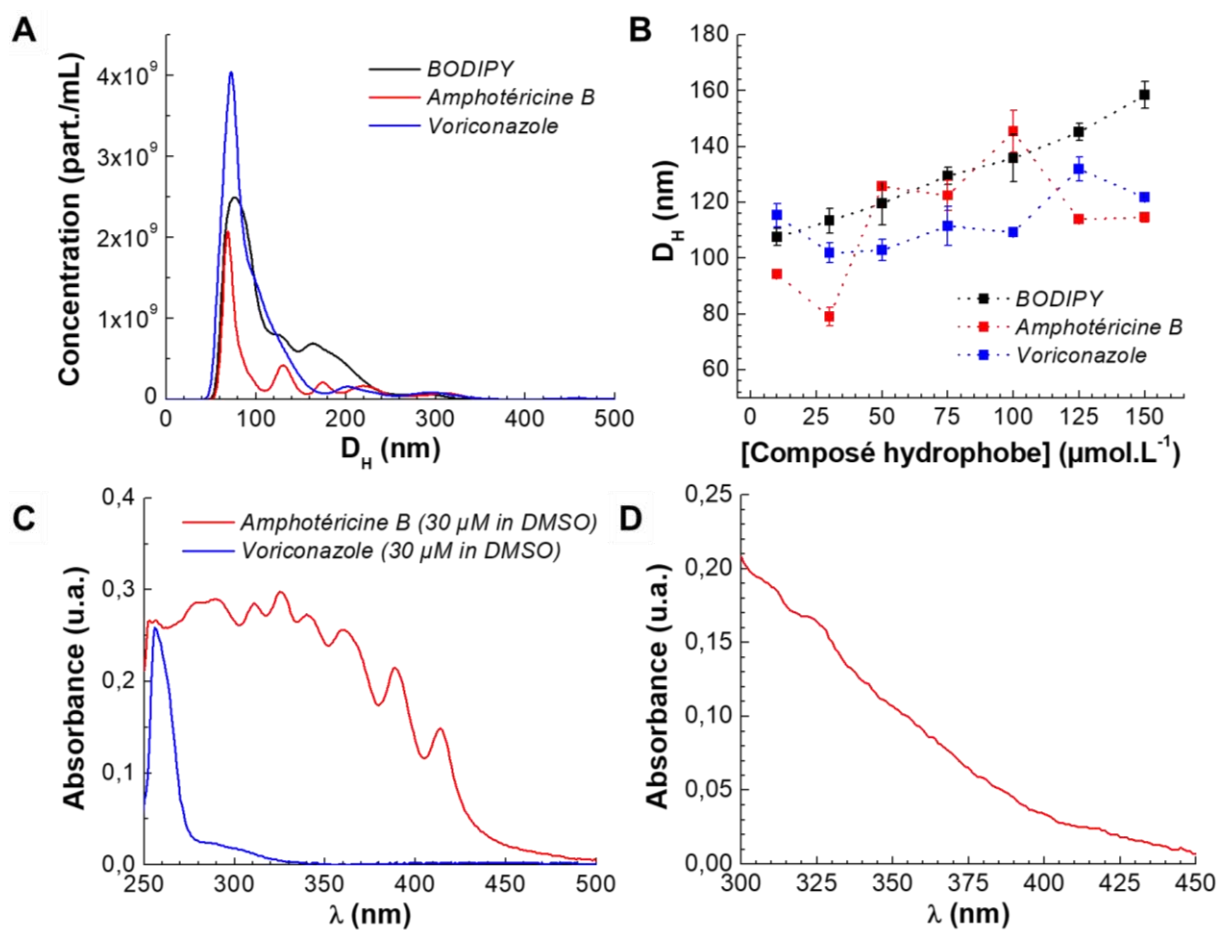 A
Concentration (part./mL)
4x10⁹
3x10⁹
2x10⁹
1x10⁹
0
0 100 200 300 400 500
D_H (nm)
BODIPY
Amphotéricine B
Voriconazole
B
D_H (nm)
180
160
140
120
100
80
60
0 25 50 75 100 125 150
[Composé hydrophobe] (µmol.L⁻¹)
BODIPY
Amphotéricine B
Voriconazole
C
Absorbance (u.a.)
0,4
0,3
0,2
0,1
0,0
250 300 350 400 450 500
λ (nm)
Amphotéricine B (30 µM in DMSO)
Voriconazole (30 µM in DMSO)
D
Absorbance (u.a.)
0,25
0,20
0,15
0,10
0,05
0,00
300 325 350 375 400 425 450
λ (nm)